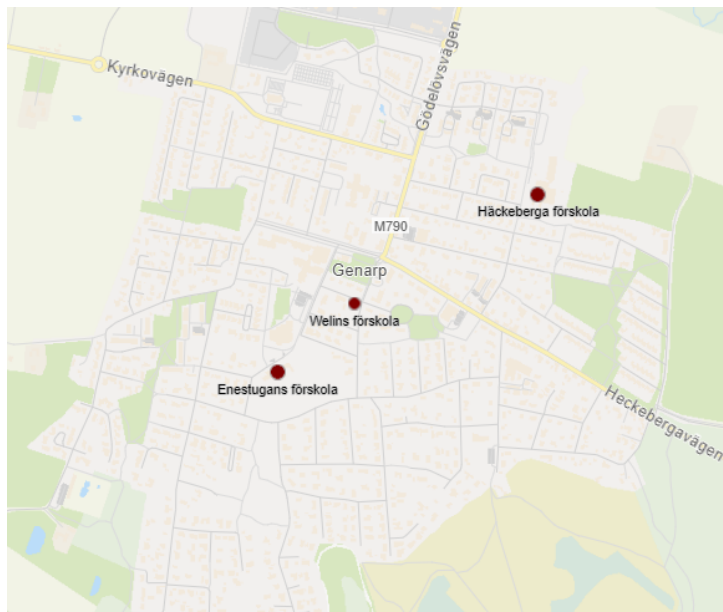 Kyrkovägen
Gödelövsvägen
Häckeberga förskola
M790
Genarp
Welins förskola
Enestugans förskola
Heckebergavägen